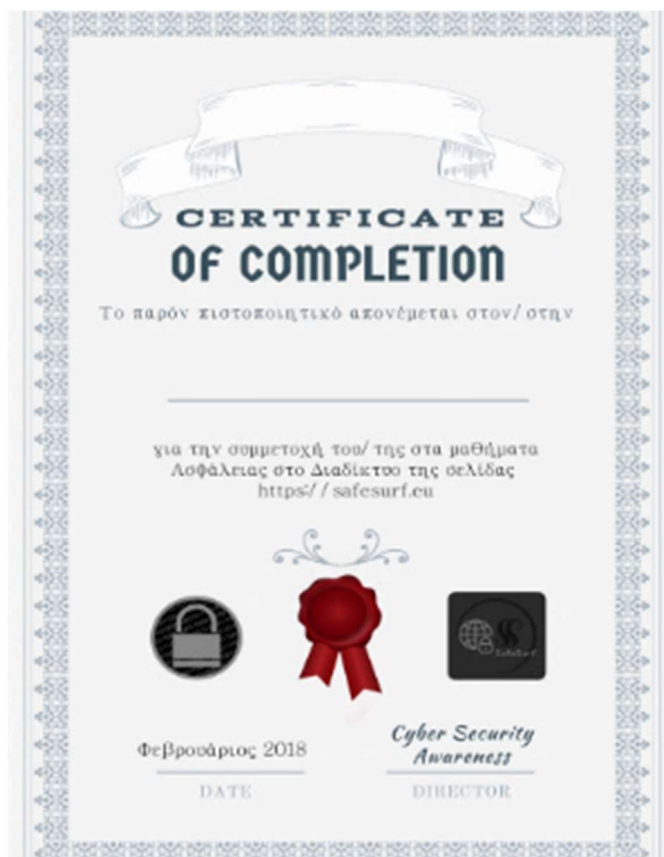 CERTIFICATE
OF COMPLETION
Το παρόν πιστοποιητικό απονέμεται στον/στην
για την συμμετοχή του/της στα μαθήματα
Ασφάλειας στο Διαδίκτυο της σελίδας
https://safesurf.eu
SafeSurf
Φεβρουάριος 2018
Cyber Security
Awareness
DATE
DIRECTOR